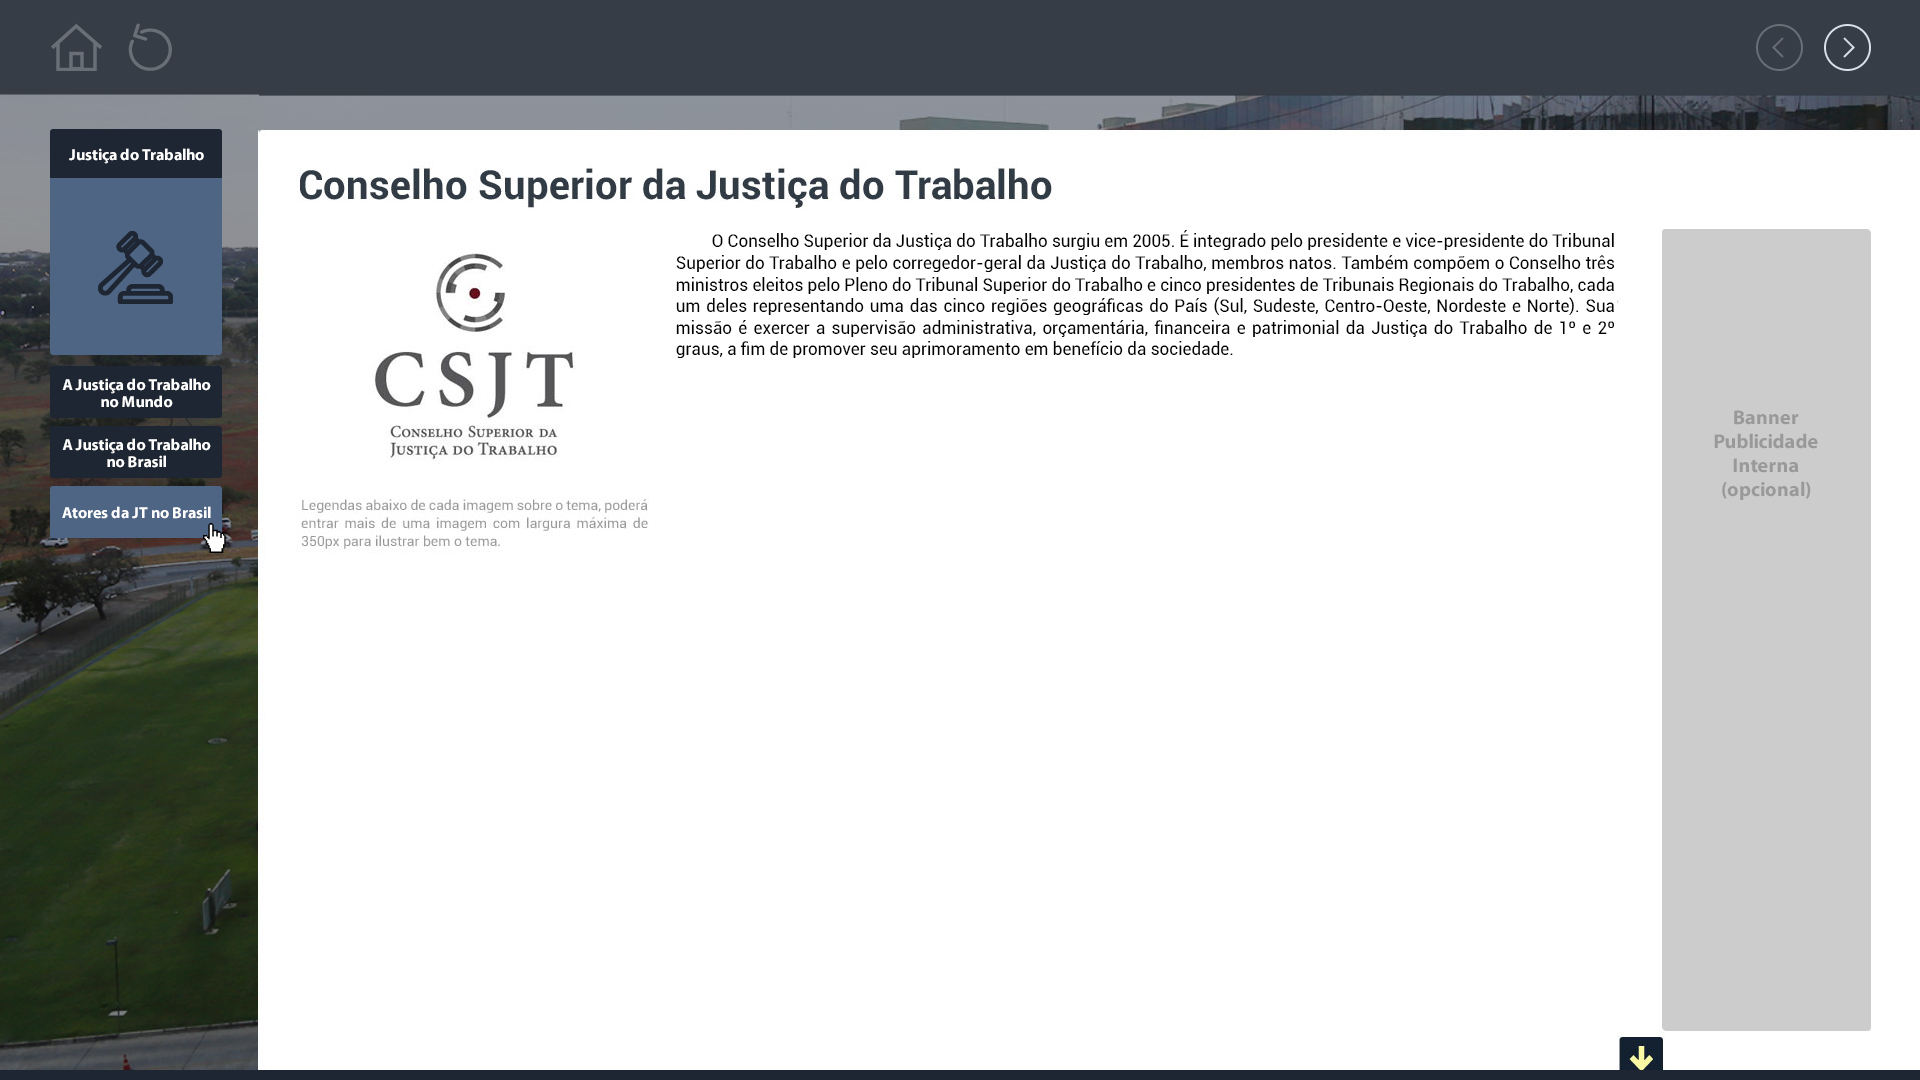 Justiça do Trabalho
A Justiça do Trabalho
no Mundo
A Justiça do Trabalho
no Brasil
Atores da JT no Brasil
Conselho Superior da Justiça do Trabalho
CSJT
Conselho Superior da
Justiça do Trabalho
Legendas abaixo de cada imagem sobre o tema, poderá
entrar mais de uma imagem com largura máxima de
350px para ilustrar bem o tema.
O Conselho Superior da Justiça do Trabalho surgiu em 2005. É integrado pelo presidente e vice-presidente do Tribunal
Superior do Trabalho e pelo corregedor-geral da Justiça do Trabalho, membros natos. Também compõem o Conselho três
ministros eleitos pelo Pleno do Tribunal Superior do Trabalho e cinco presidentes de Tribunais Regionais do Trabalho, cada
um deles representando uma das cinco regiões geográficas do País (Sul, Sudeste, Centro-Oeste, Nordeste e Norte). Sua
missão é exercer a supervisão administrativa, orçamentária, financeira e patrimonial da Justiça do Trabalho de 1º e 2º
graus, a fim de promover seu aprimoramento em benefício da sociedade.
Banner
Publicidade
Interna
(opcional)